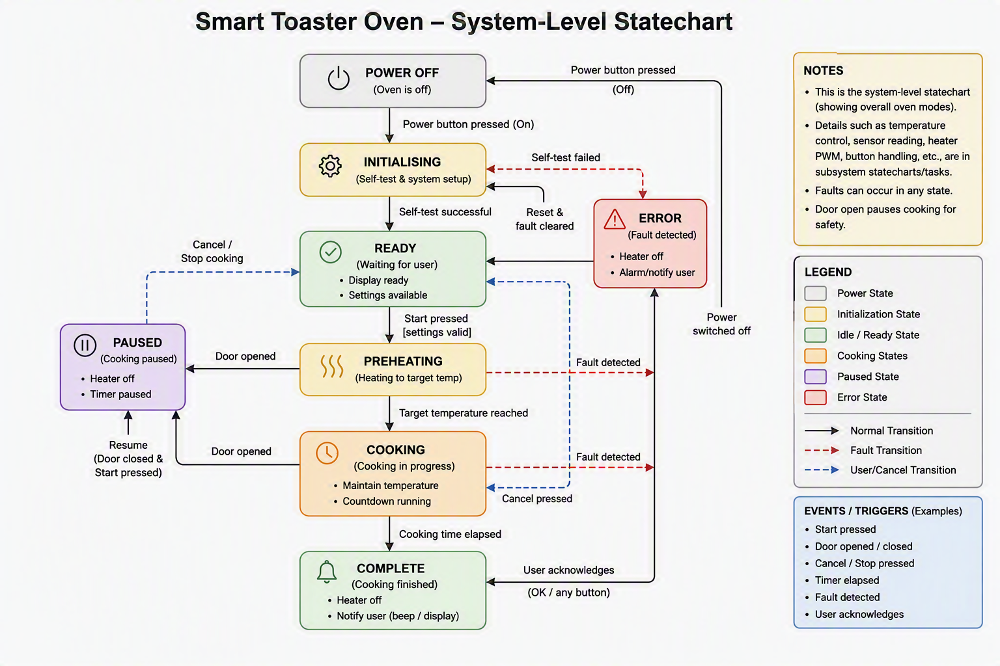 Smart Toaster Oven – System-Level Statechart
POWER OFF
(Oven is off)
Power button pressed
(Off)
Power button pressed (On)
INITIALISING
(Self-test & system setup)
Self-test failed
Reset &
fault cleared
Self-test successful
ERROR
(Fault detected)
• Heater off
• Alarm/notify user
Cancel /
Stop cooking
READY
(Waiting for user)
• Display ready
• Settings available
Start pressed
[settings valid]
Power
switched off
PAUSED
(Cooking paused)
• Heater off
• Timer paused
Door opened
PREHEATING
(Heating to target temp)
Fault detected
Target temperature reached
Resume
(Door closed &
Start pressed)
Door opened
COOKING
(Cooking in progress)
• Maintain temperature
• Countdown running
Fault detected
Cancel pressed
Cooking time elapsed
COMPLETE
(Cooking finished)
• Heater off
• Notify user (beep / display)
User acknowledges
(OK / any button)
NOTES
• This is the system-level statechart
(showing overall oven modes).
• Details such as temperature
control, sensor reading, heater
PWM, button handling, etc., are in
subsystem statecharts/tasks.
• Faults can occur in any state.
• Door open pauses cooking for
safety.
LEGEND
Power State
Initialization State
Idle / Ready State
Cooking States
Paused State
Error State
Normal Transition
Fault Transition
User/Cancel Transition
EVENTS / TRIGGERS (Examples)
• Start pressed
• Door opened / closed
• Cancel / Stop pressed
• Timer elapsed
• Fault detected
• User acknowledges